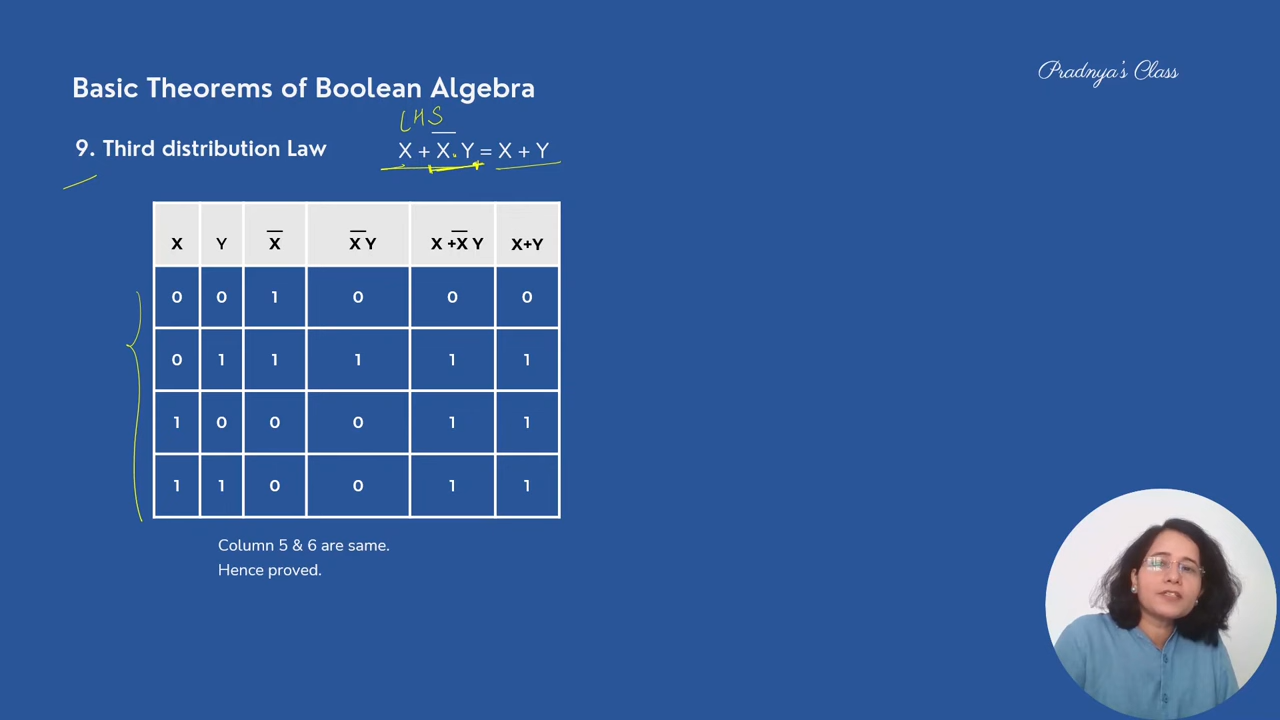 Pradnya's Class
Basic Theorems of Boolean Algebra
LHS
9. Third distribution Law X + X̅.Y = X + Y
X Y X̅ X̅ Y X +X̅ Y X+Y
0 0 1 0 0 0
0 1 1 1 1 1
1 0 0 0 1 1
1 1 0 0 1 1
Column 5 & 6 are same.
Hence proved.